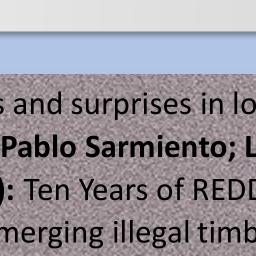 s and surprises in lo
Pablo Sarmiento; L
): Ten Years of REDD
merging illegal timb